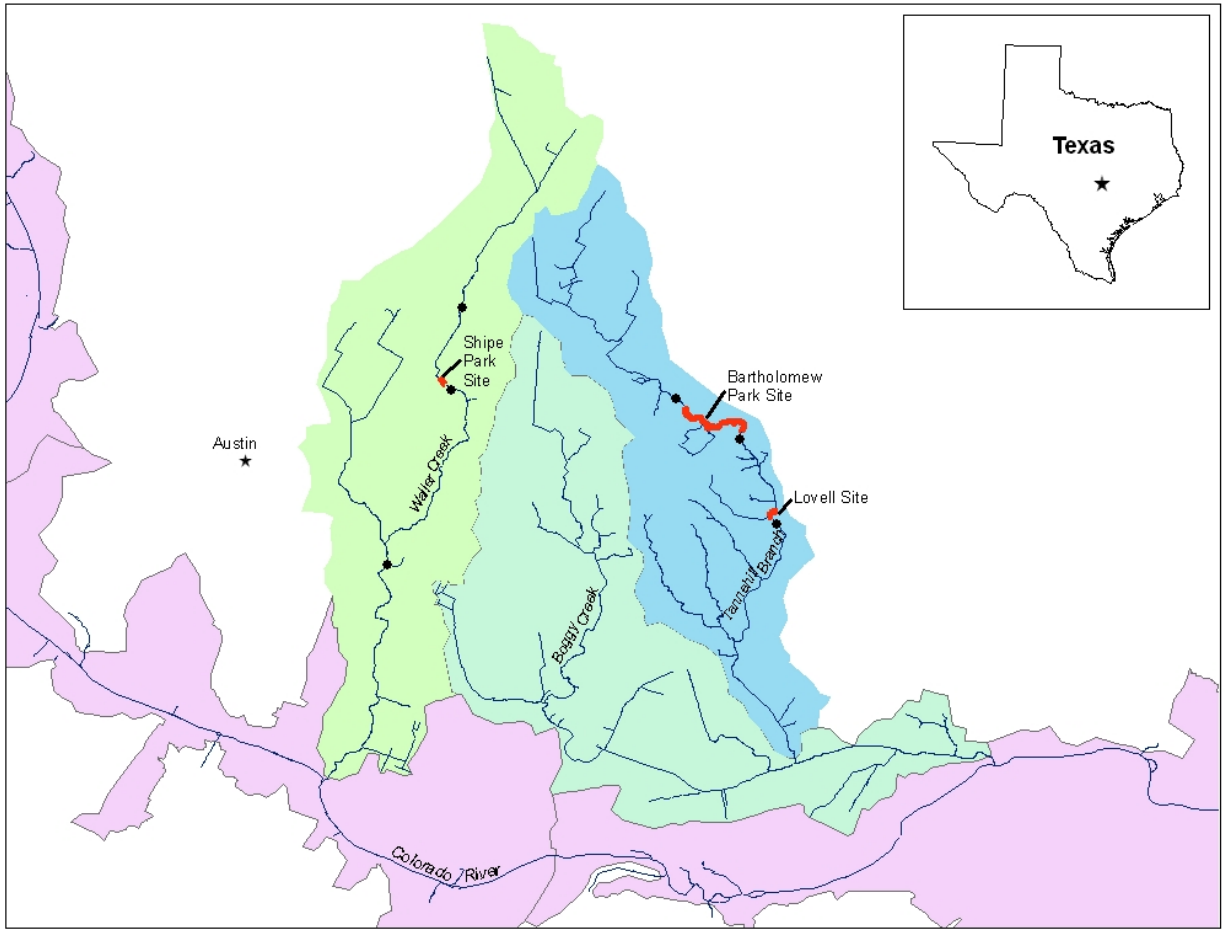 Texas
Shipe
Park
Site
Bartholomew
Park Site
Austin
Waller Creek
Lovell Site
Tannehill Branch
Boggy Creek
Colorado River